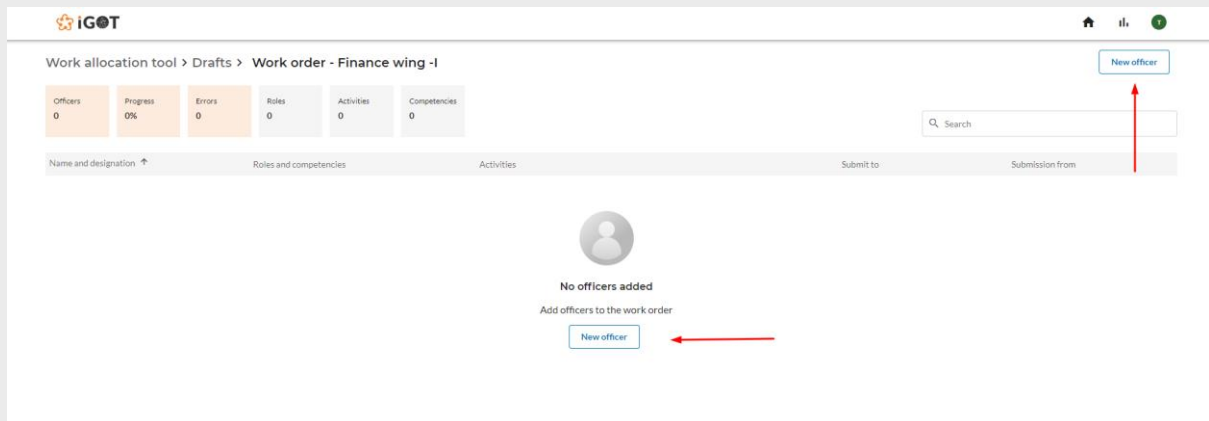 iGOT
T
Work allocation tool > Drafts > Work order - Finance wing -I
New officer
Officers Progress Errors Roles Activities Competencies
0 0% 0 0 0 0
Search
Name and designation ↑ Roles and competencies Activities Submit to Submission from
No officers added
Add officers to the work order
New officer